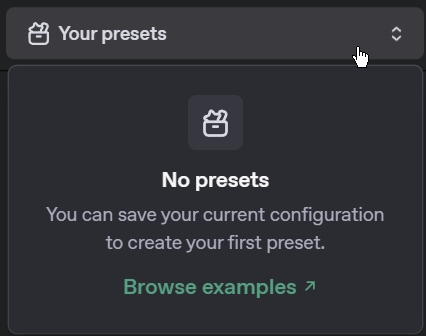 Your presets
No presets
You can save your current configuration
to create your first preset.
Browse examples ↗